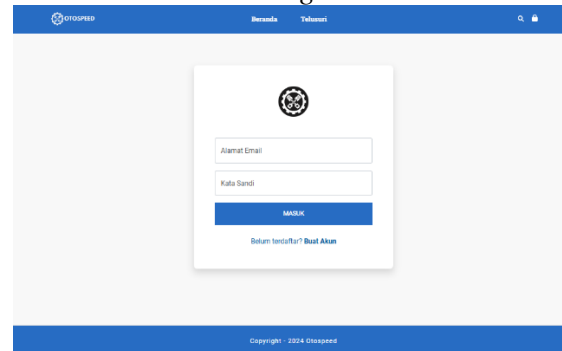 OTOSPEED
Beranda Telusuri
Alamat Email
Kata Sandi
MASUK
Belum terdaftar? Buat Akun
Copyright - 2024 Otospeed